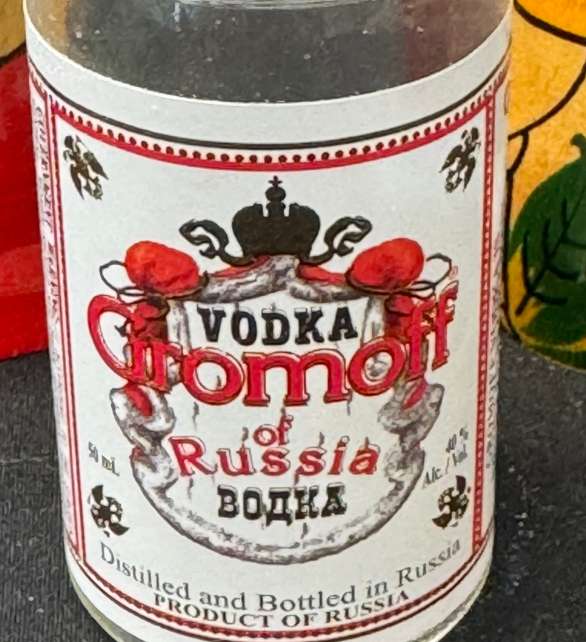 VODKA
Gromoff®
of
Russia
ВОДКА
50 ml.
40 %
Alc. / Vol.
Distilled and Bottled in Russia
PRODUCT OF RUSSIA